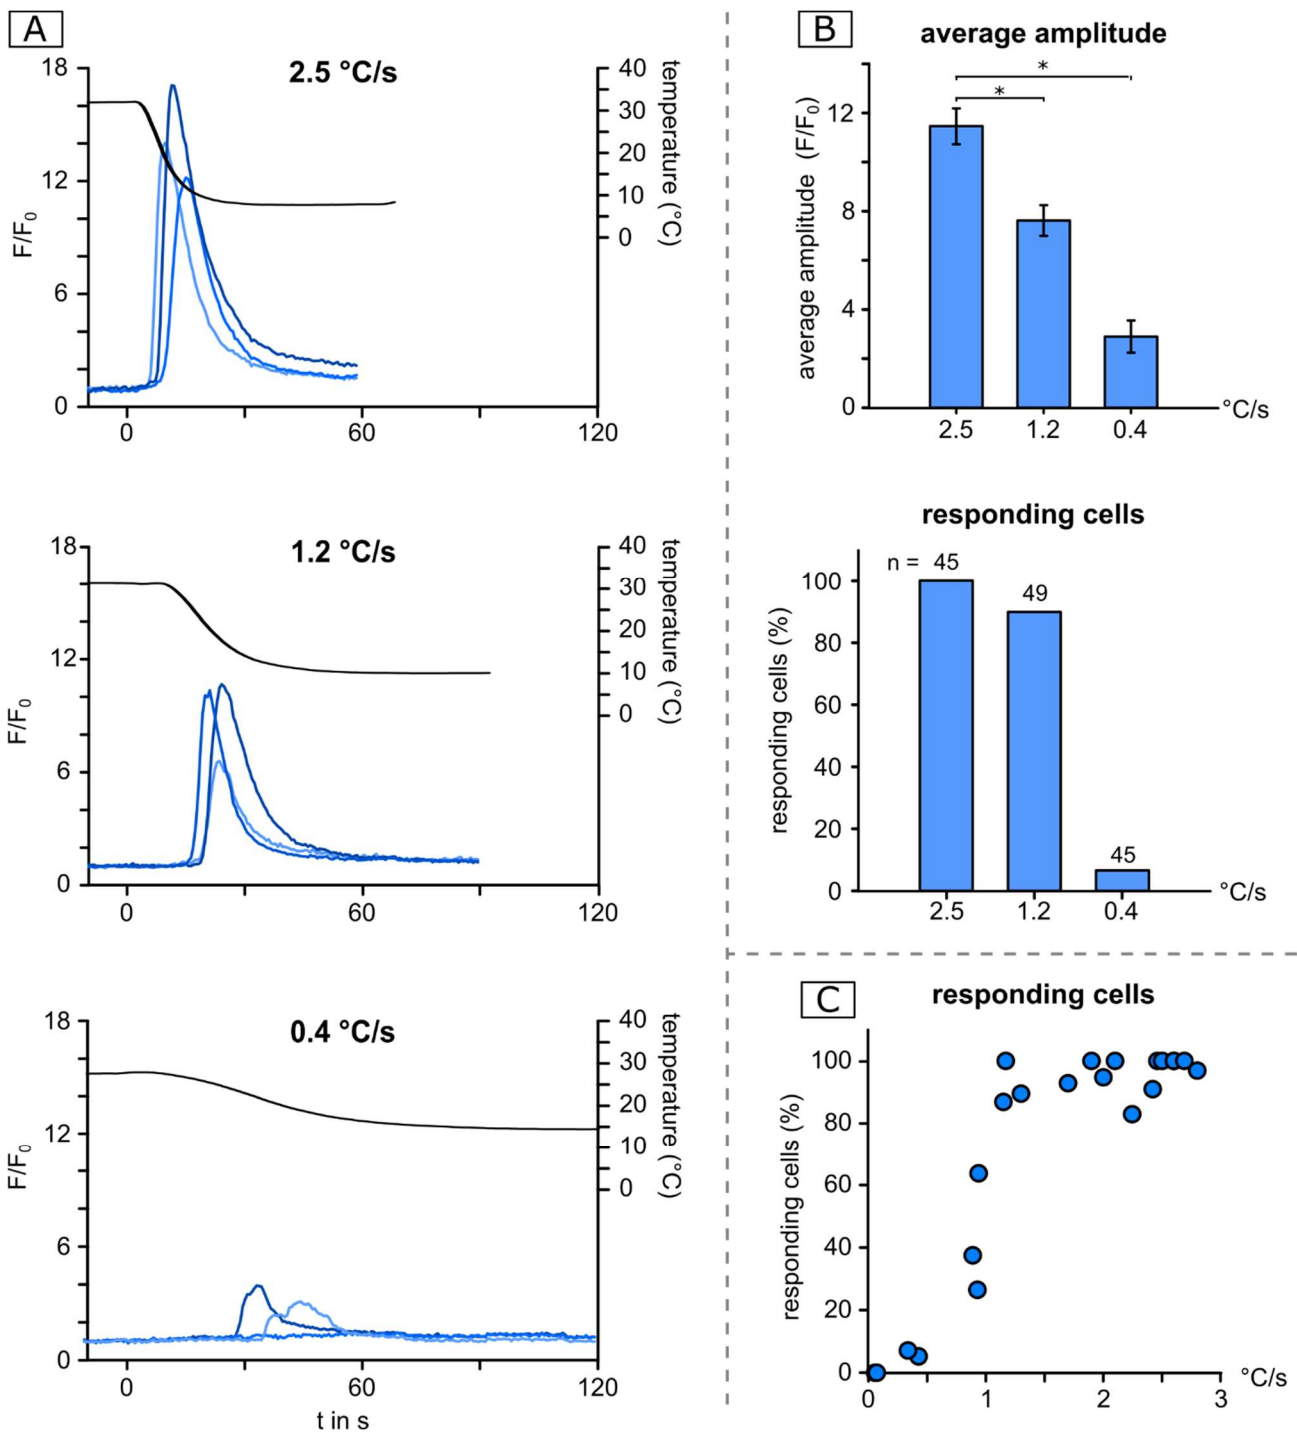 A
2.5 °C/s
18
12
6
0
F/F0
40
30
20
10
0
temperature (°C)
0
60
120
1.2 °C/s
18
12
6
0
F/F0
40
30
20
10
0
temperature (°C)
0
60
120
0.4 °C/s
18
12
6
0
F/F0
40
30
20
10
0
temperature (°C)
0
60
120
t in s
B
average amplitude
average amplitude (F/F0)
12
8
4
0
*
*
2.5 1.2 0.4
°C/s
responding cells
responding cells (%)
n = 45
49
45
100
80
60
40
20
0
2.5 1.2 0.4
°C/s
C
responding cells
responding cells (%)
100
80
60
40
20
0
0 1 2 3
°C/s